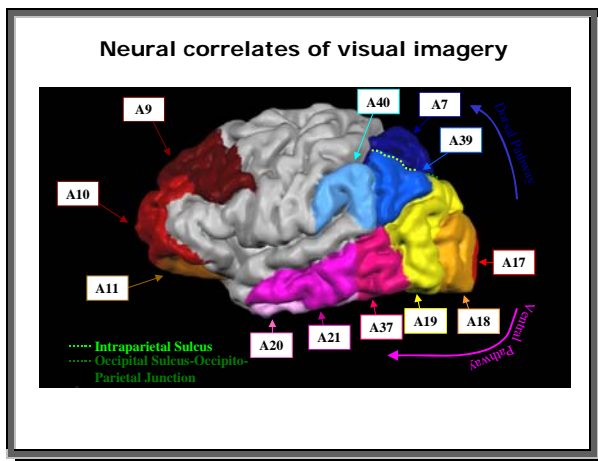 Neural correlates of visual imagery
A9
A40
A7
Dorsal Pathway
A39
A10
A11
A17
A20
A21
A37
A19
A18
Ventral Pathway
Intraparietal Sulcus
Occipital Sulcus-Occipito-
Parietal Junction